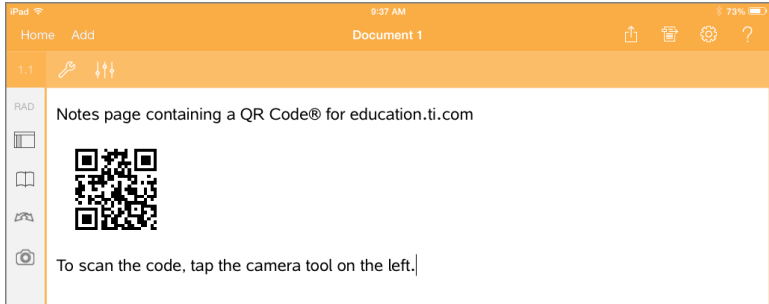 iPad 9:37 AM 73%
Home Add Document 1 ?
1.1
RAD
Notes page containing a QR Code® for education.ti.com
To scan the code, tap the camera tool on the left.